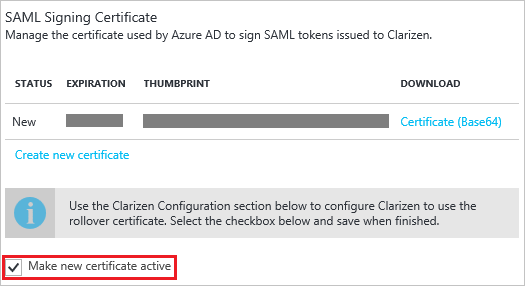 SAML Signing Certificate
Manage the certificate used by Azure AD to sign SAML tokens issued to Clarizen.
STATUS EXPIRATION THUMBPRINT DOWNLOAD
New Certificate (Base64)
Create new certificate
Use the Clarizen Configuration section below to configure Clarizen to use the
rollover certificate. Select the checkbox below and save when finished.
Make new certificate active